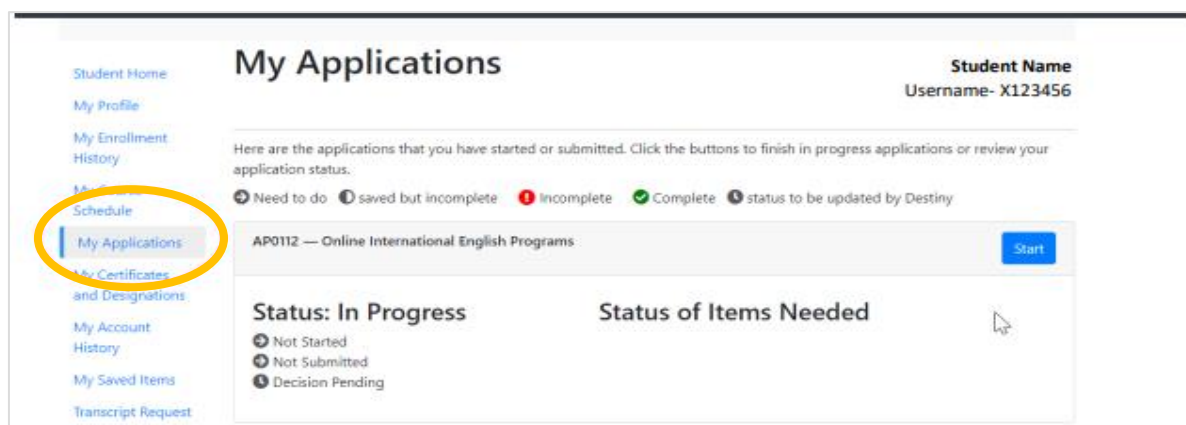 My Applications
Student Name
Username- X123456
Student Home
My Profile
My Enrollment
History
My
Schedule
My Applications
My Certificates
and Designations
My Account
History
My Saved Items
Transcript Request
Here are the applications that you have started or submitted. Click the buttons to finish in progress applications or review your
application status.
Need to do saved but incomplete Incomplete Complete status to be updated by Destiny
AP0112 — Online International English Programs
Start
Status: In Progress
Status of Items Needed
Not Started
Not Submitted
Decision Pending